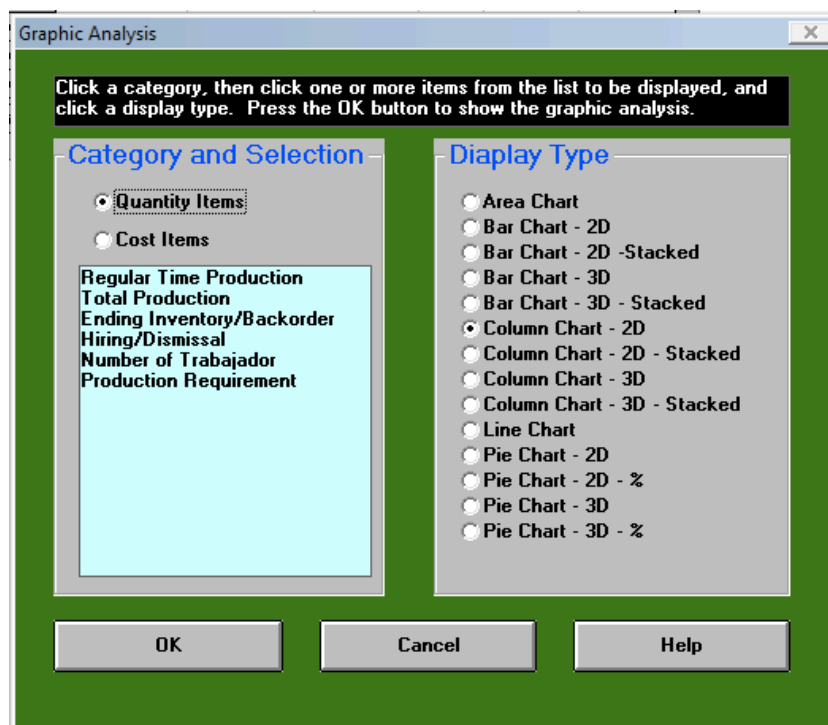 Graphic Analysis
Click a category, then click one or more items from the list to be displayed, and
click a display type. Press the OK button to show the graphic analysis.
Category and Selection
Quantity Items
Cost Items
Regular Time Production
Total Production
Ending Inventory/Backorder
Hiring/Dismissal
Number of Trabajador
Production Requirement
Diaplay Type
Area Chart
Bar Chart - 2D
Bar Chart - 2D -Stacked
Bar Chart - 3D
Bar Chart - 3D - Stacked
Column Chart - 2D
Column Chart - 2D - Stacked
Column Chart - 3D
Column Chart - 3D - Stacked
Line Chart
Pie Chart - 2D
Pie Chart - 2D - %
Pie Chart - 3D
Pie Chart - 3D - %
OK
Cancel
Help